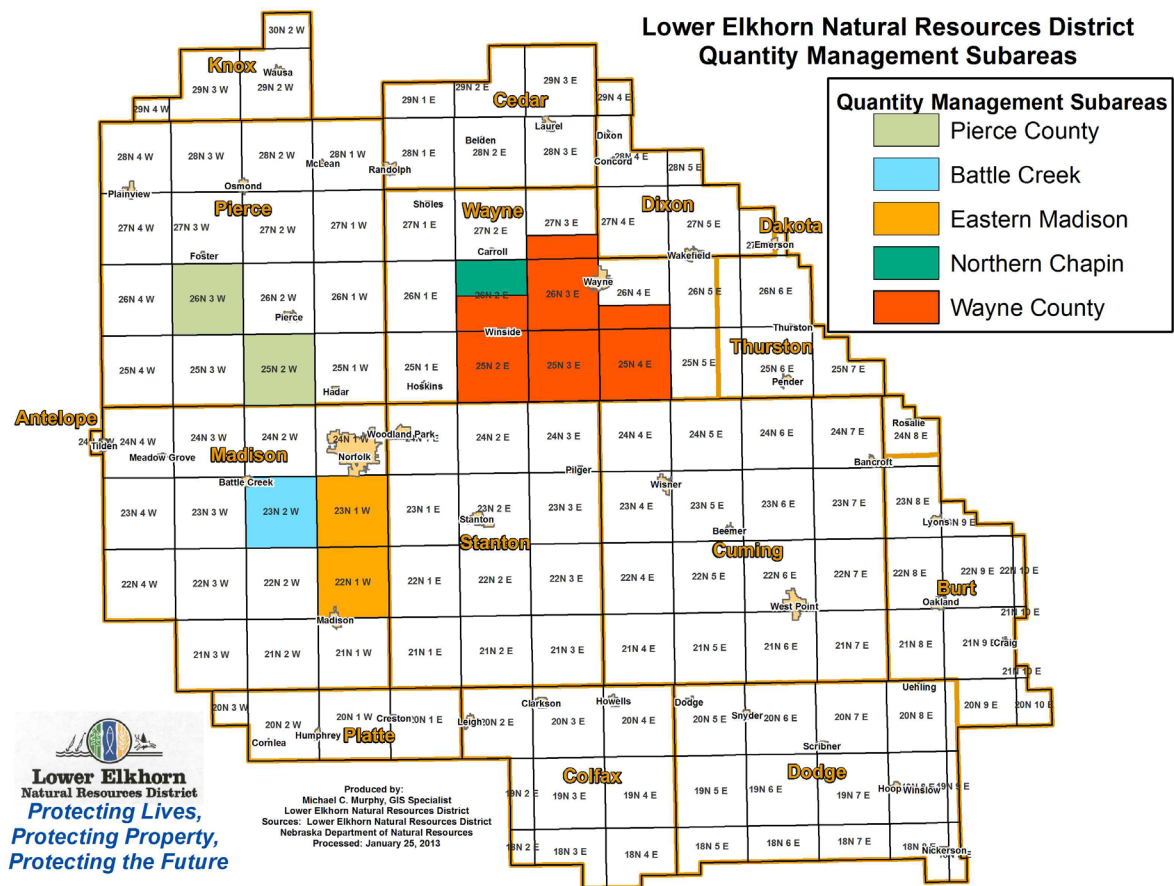 Lower Elkhorn Natural Resources District
Quantity Management Subareas
Quantity Management Subareas
Pierce County
Battle Creek
Eastern Madison
Northern Chapin
Wayne County
30N 2 W
Knox
Wausa
29N 3 W
29N 2 W
29N 4 W
29N 1 E
29N 2 E
29N 3 E
29N 4 E
Cedar
Laurel
Belden
Dixon
Concord
28N 4 W
28N 3 W
28N 2 W
28N 1 W
McLean
28N 1 E
Randolph
28N 2 E
28N 3 E
28N 4 E
28N 5 E
Plainview
Osmond
Pierce
Sholes
Wayne
Dixon
Dakota
27N 4 W
27N 3 W
27N 2 W
27N 1 W
27N 1 E
27N 2 E
27N 3 E
27N 4 E
27N 5 E
Emerson
Foster
Carroll
Wakefield
26N 4 W
26N 3 W
26N 2 W
26N 1 W
26N 1 E
26N 2 E
26N 3 E
Wayne
26N 4 E
26N 5 E
26N 6 E
Pierce
Winside
Thurston
Thurston
25N 4 W
25N 3 W
25N 2 W
25N 1 W
25N 1 E
25N 2 E
25N 3 E
25N 4 E
25N 5 E
25N 6 E
25N 7 E
Hadar
Hoskins
Pender
Antelope
Tilden
24N 4 W
24N 3 W
24N 2 W
24N 1 W
Woodland Park
24N 2 E
24N 3 E
24N 4 E
24N 5 E
24N 6 E
24N 7 E
Rosalie
24N 8 E
Meadow Grove
Madison
Norfolk
Pilger
Bancroft
Battle Creek
Wisner
23N 4 W
23N 3 W
23N 2 W
23N 1 W
23N 1 E
23N 2 E
23N 3 E
23N 4 E
23N 5 E
23N 6 E
23N 7 E
23N 8 E
Stanton
Beemer
Lyons
Stanton
Cuming
22N 4 W
22N 3 W
22N 2 W
22N 1 W
22N 1 E
22N 2 E
22N 3 E
22N 4 E
22N 5 E
22N 6 E
22N 7 E
22N 8 E
22N 9 E
22N 10 E
Burt
West Point
Oakland
Madison
21N 10 E
21N 3 W
21N 2 W
21N 1 W
21N 1 E
21N 2 E
21N 3 E
21N 4 E
21N 5 E
21N 6 E
21N 7 E
21N 8 E
21N 9 E
Craig
21N 10 E
Uehling
20N 3 W
20N 2 W
20N 1 W
Creston
20N 1 E
Leigh
20N 2 E
Clarkson
20N 3 E
Howells
20N 4 E
Dodge
20N 5 E
Snyder
20N 6 E
20N 7 E
20N 8 E
20N 9 E
20N 10 E
Cornlea
Humphrey
Platte
Scribner
Colfax
Dodge
19N 2 E
19N 3 E
19N 4 E
19N 5 E
19N 6 E
19N 7 E
Winslow
18N 2 E
18N 3 E
18N 4 E
18N 5 E
18N 6 E
18N 7 E
Nickerson
Lower Elkhorn
Natural Resources District
Protecting Lives,
Protecting Property,
Protecting the Future
Produced by:
Michael C. Murphy, GIS Specialist
Lower Elkhorn Natural Resources District
Sources: Lower Elkhorn Natural Resources District
Nebraska Department of Natural Resources
Processed: January 25, 2013